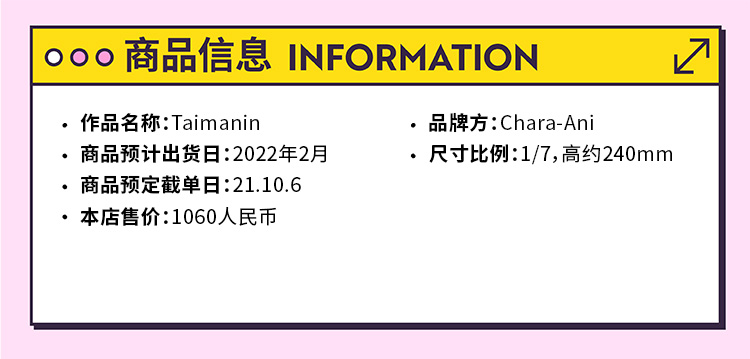 商品信息 INFORMATION
• 作品名称：Taimanin
• 商品预计出货日：2022年2月
• 商品预定截单日：21.10.6
• 本店售价：1060人民币
• 品牌方：Chara-Ani
• 尺寸比例：1/7，高约240mm